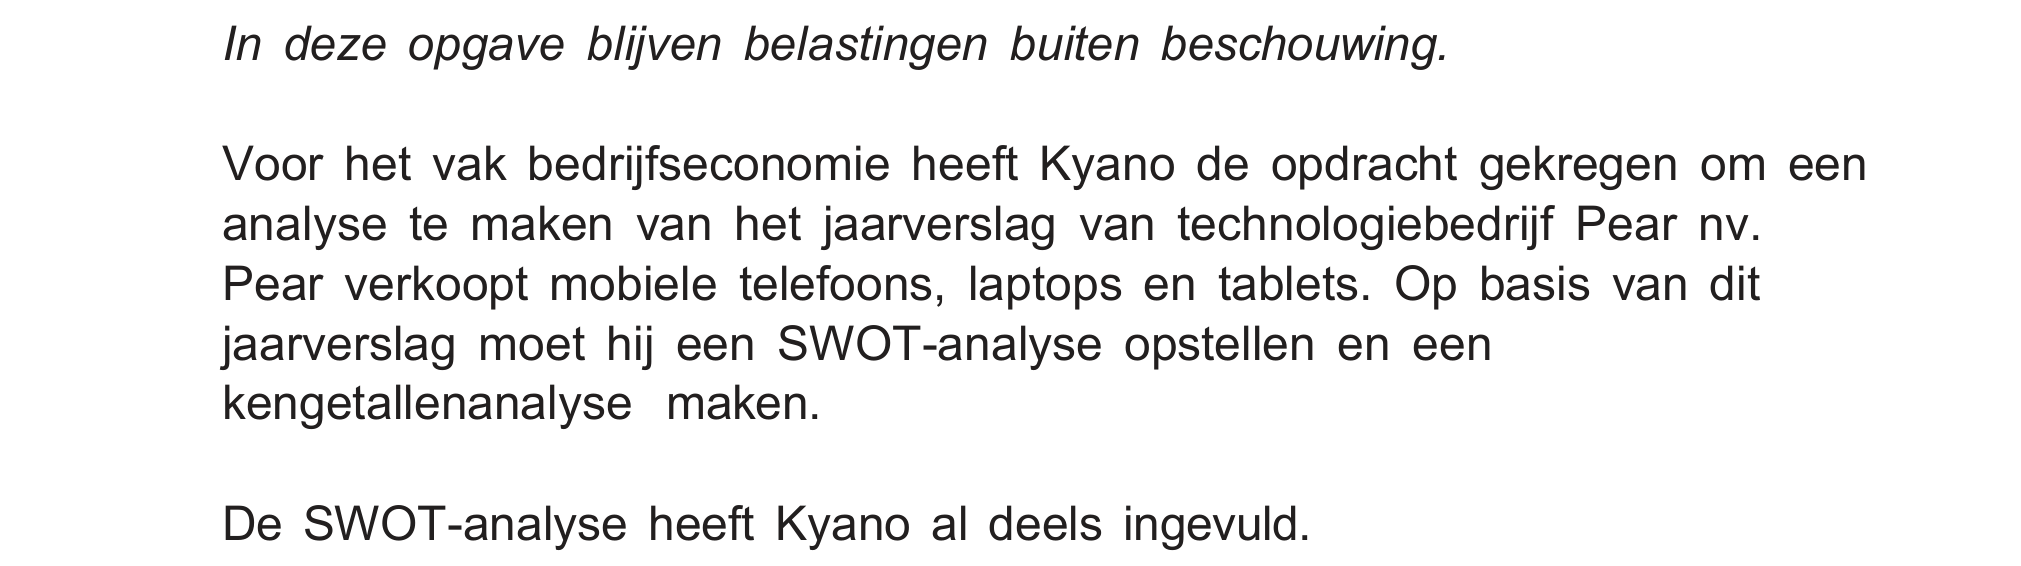 In deze opgave blijven belastingen buiten beschouwing.
Voor het vak bedrijfseconomie heeft Kyano de opdracht gekregen om een
analyse te maken van het jaarverslag van technologiebedrijf Pear nv.
Pear verkoopt mobiele telefoons, laptops en tablets. Op basis van dit
jaarverslag moet hij een SWOT-analyse opstellen en een
kengetallenanalyse maken.
De SWOT-analyse heeft Kyano al deels ingevuld.